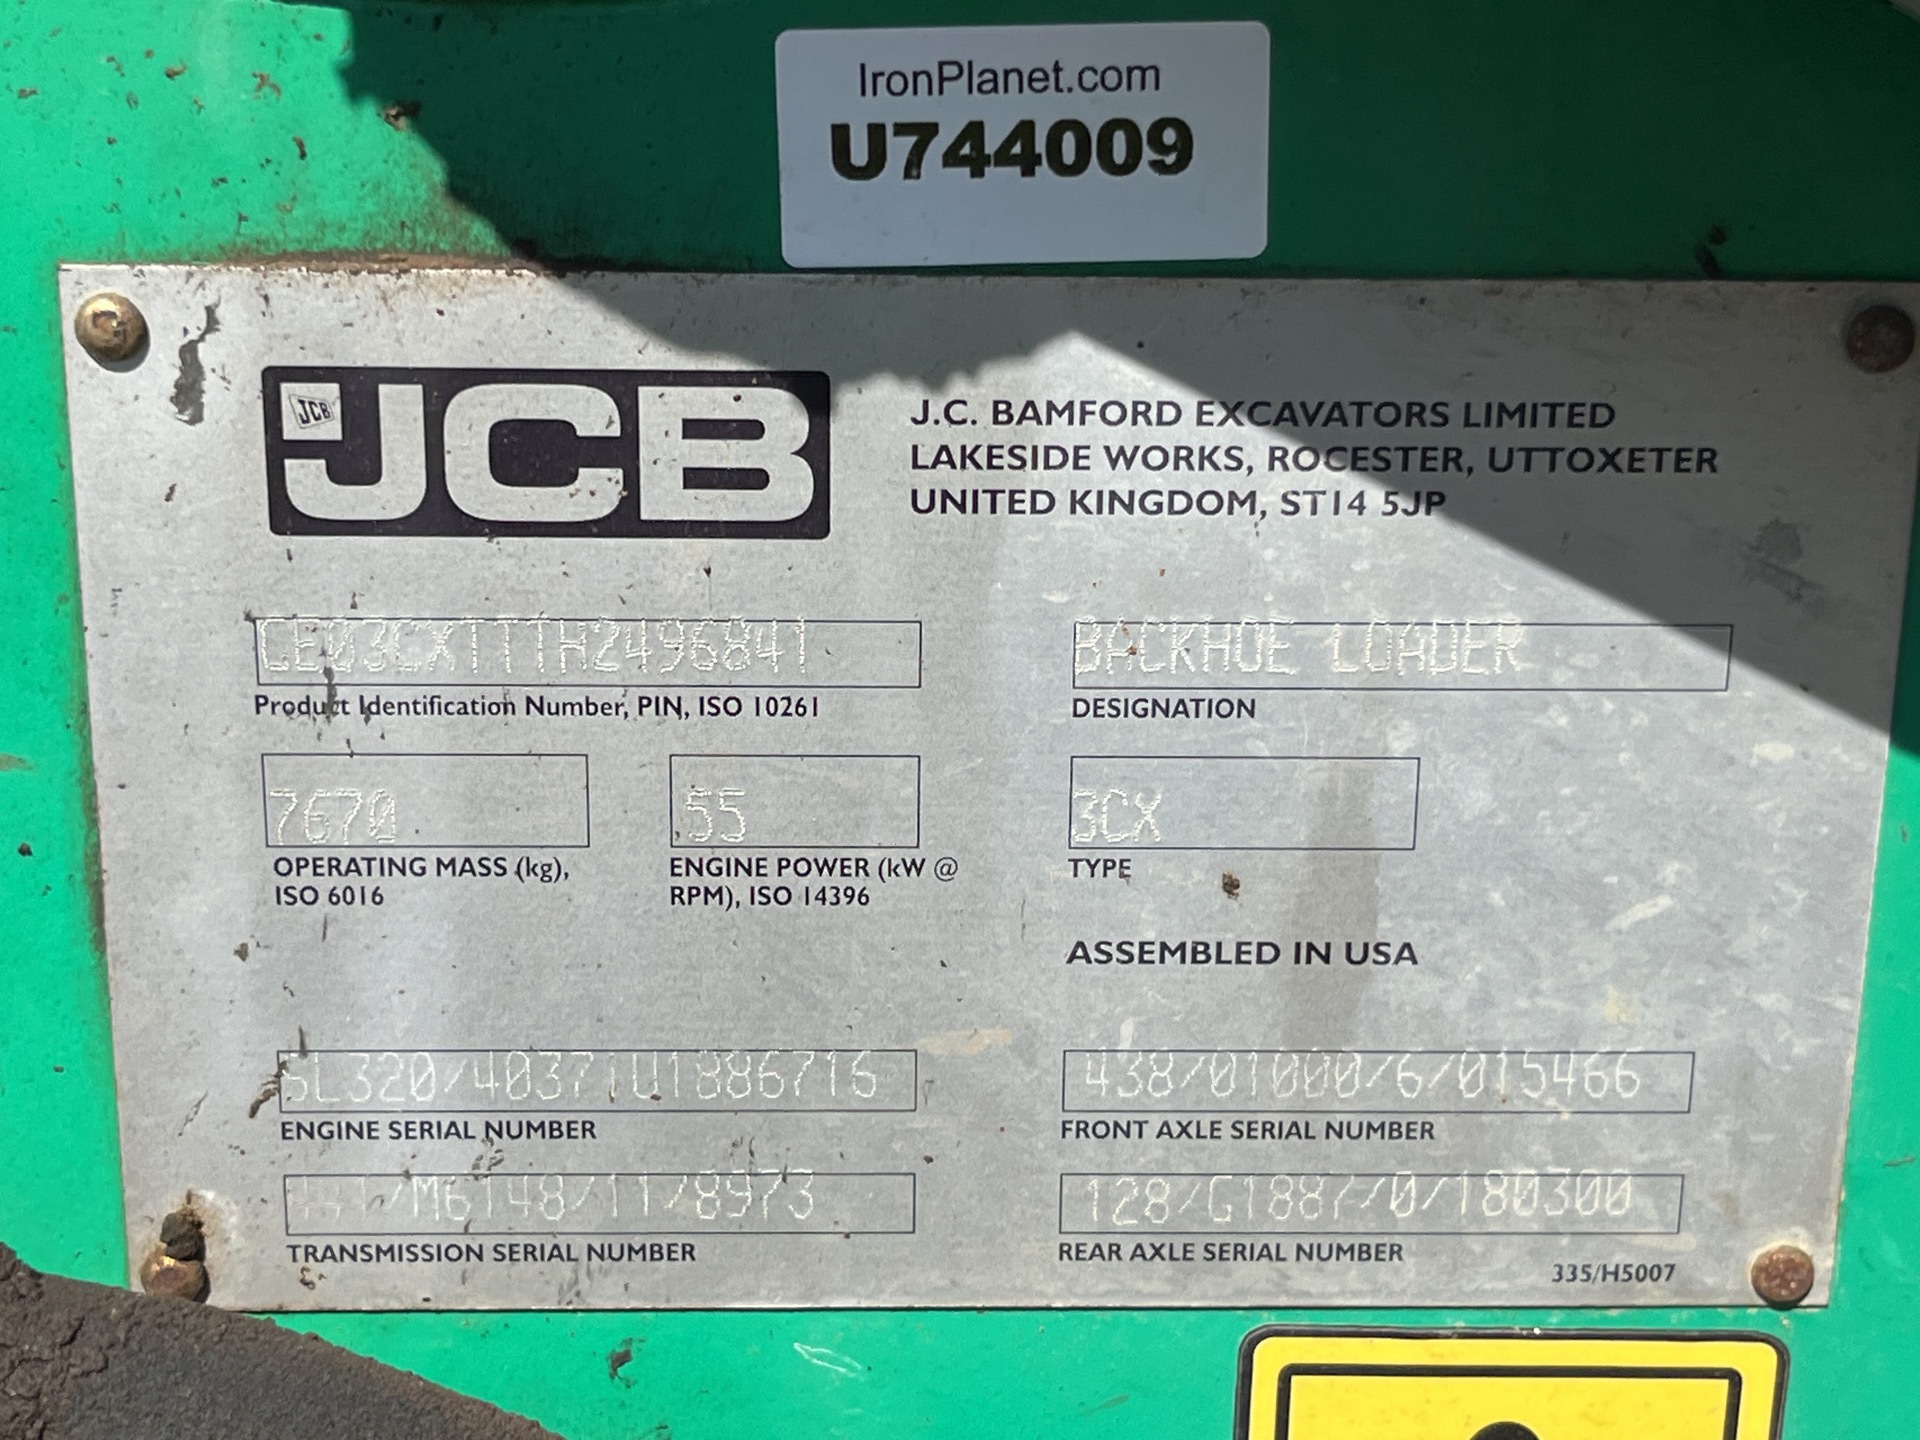 IronPlanet.com
U744009
JCB
JCB
J.C. BAMFORD EXCAVATORS LIMITED
LAKESIDE WORKS, ROCESTER, UTTOXETER
UNITED KINGDOM, ST14 5JP
CE03CXTTTH2496841
Product Identification Number, PIN, ISO 10261
BACKHOE LOADER
DESIGNATION
7670
OPERATING MASS (kg),
ISO 6016
55
ENGINE POWER (kW @
RPM), ISO 14396
3CX
TYPE
ASSEMBLED IN USA
SL320/40371U1886716
ENGINE SERIAL NUMBER
438/01000/6/015466
FRONT AXLE SERIAL NUMBER
TRANSMISSION SERIAL NUMBER
128/G1887/0/180300
REAR AXLE SERIAL NUMBER
335/H5007